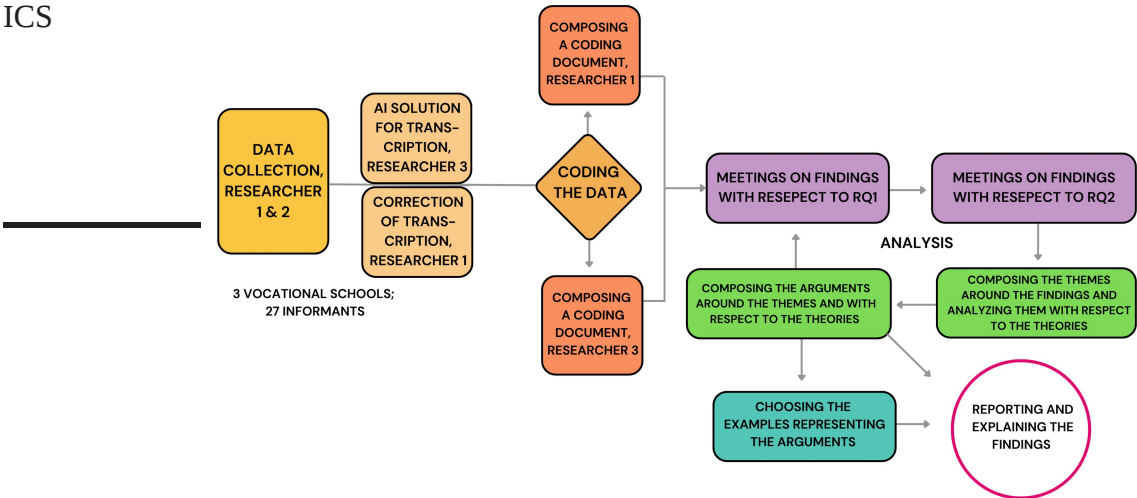 ICS
DATA
COLLECTION,
RESEARCHER
1 & 2
3 VOCATIONAL SCHOOLS;
27 INFORMANTS
AI SOLUTION
FOR TRANS-
CRIPTION,
RESEARCHER 3
CORRECTION
OF TRANS-
CRIPTION,
RESEARCHER 1
COMPOSING
A CODING
DOCUMENT,
RESEARCHER 1
CODING
THE DATA
COMPOSING
A CODING
DOCUMENT,
RESEARCHER 3
MEETINGS ON FINDINGS
WITH RESEPECT TO RQ1
MEETINGS ON FINDINGS
WITH RESEPECT TO RQ2
ANALYSIS
COMPOSING THE THEMES
AROUND THE FINDINGS AND
ANALYZING THEM WITH RESPECT
TO THE THEORIES
COMPOSING THE ARGUMENTS
AROUND THE THEMES AND WITH
RESPECT TO THE THEORIES
CHOOSING THE
EXAMPLES REPRESENTING
THE ARGUMENTS
REPORTING AND
EXPLAINING THE
FINDINGS